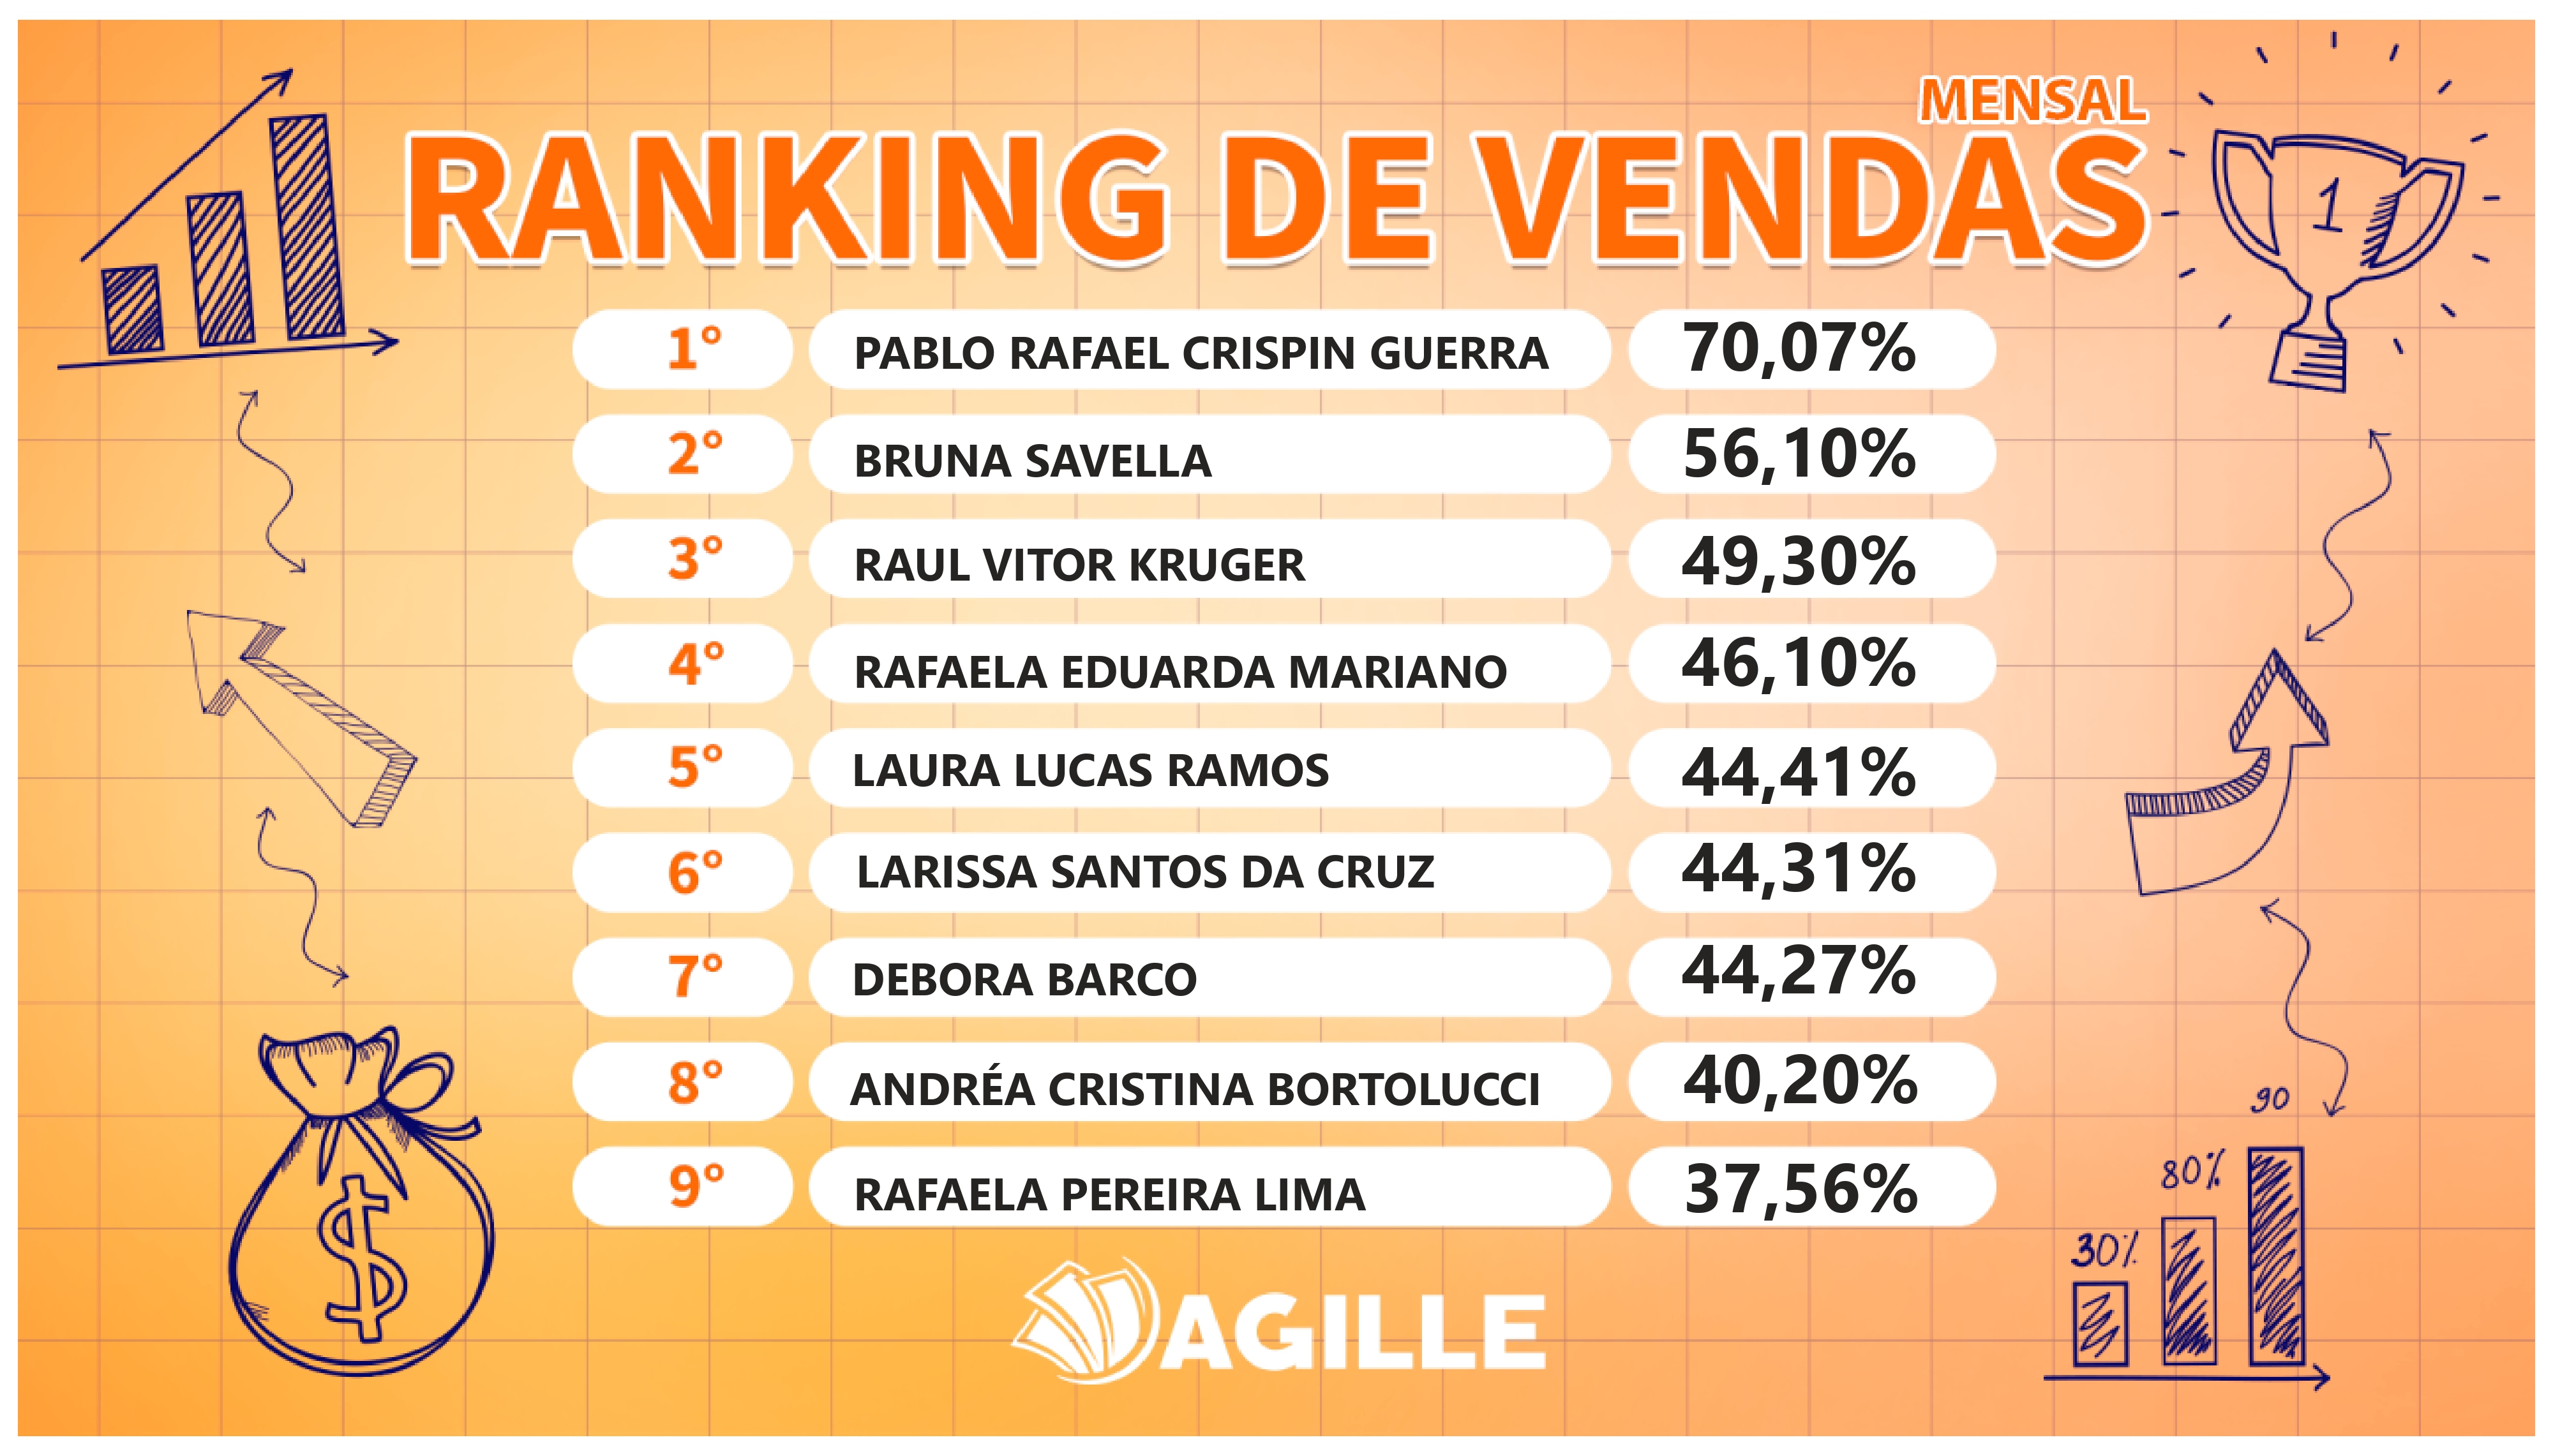 MENSAL
RANKING DE VENDAS
1
1° PABLO RAFAEL CRISPIN GUERRA 70,07%
2° BRUNA SAVELLA 56,10%
3° RAUL VITOR KRUGER 49,30%
4° RAFAELA EDUARDA MARIANO 46,10%
5° LAURA LUCAS RAMOS 44,41%
6° LARISSA SANTOS DA CRUZ 44,31%
7° DEBORA BARCO 44,27%
8° ANDRÉA CRISTINA BORTOLUCCI 40,20%
9° RAFAELA PEREIRA LIMA 37,56%
90
80%
30%
$
AGILLE